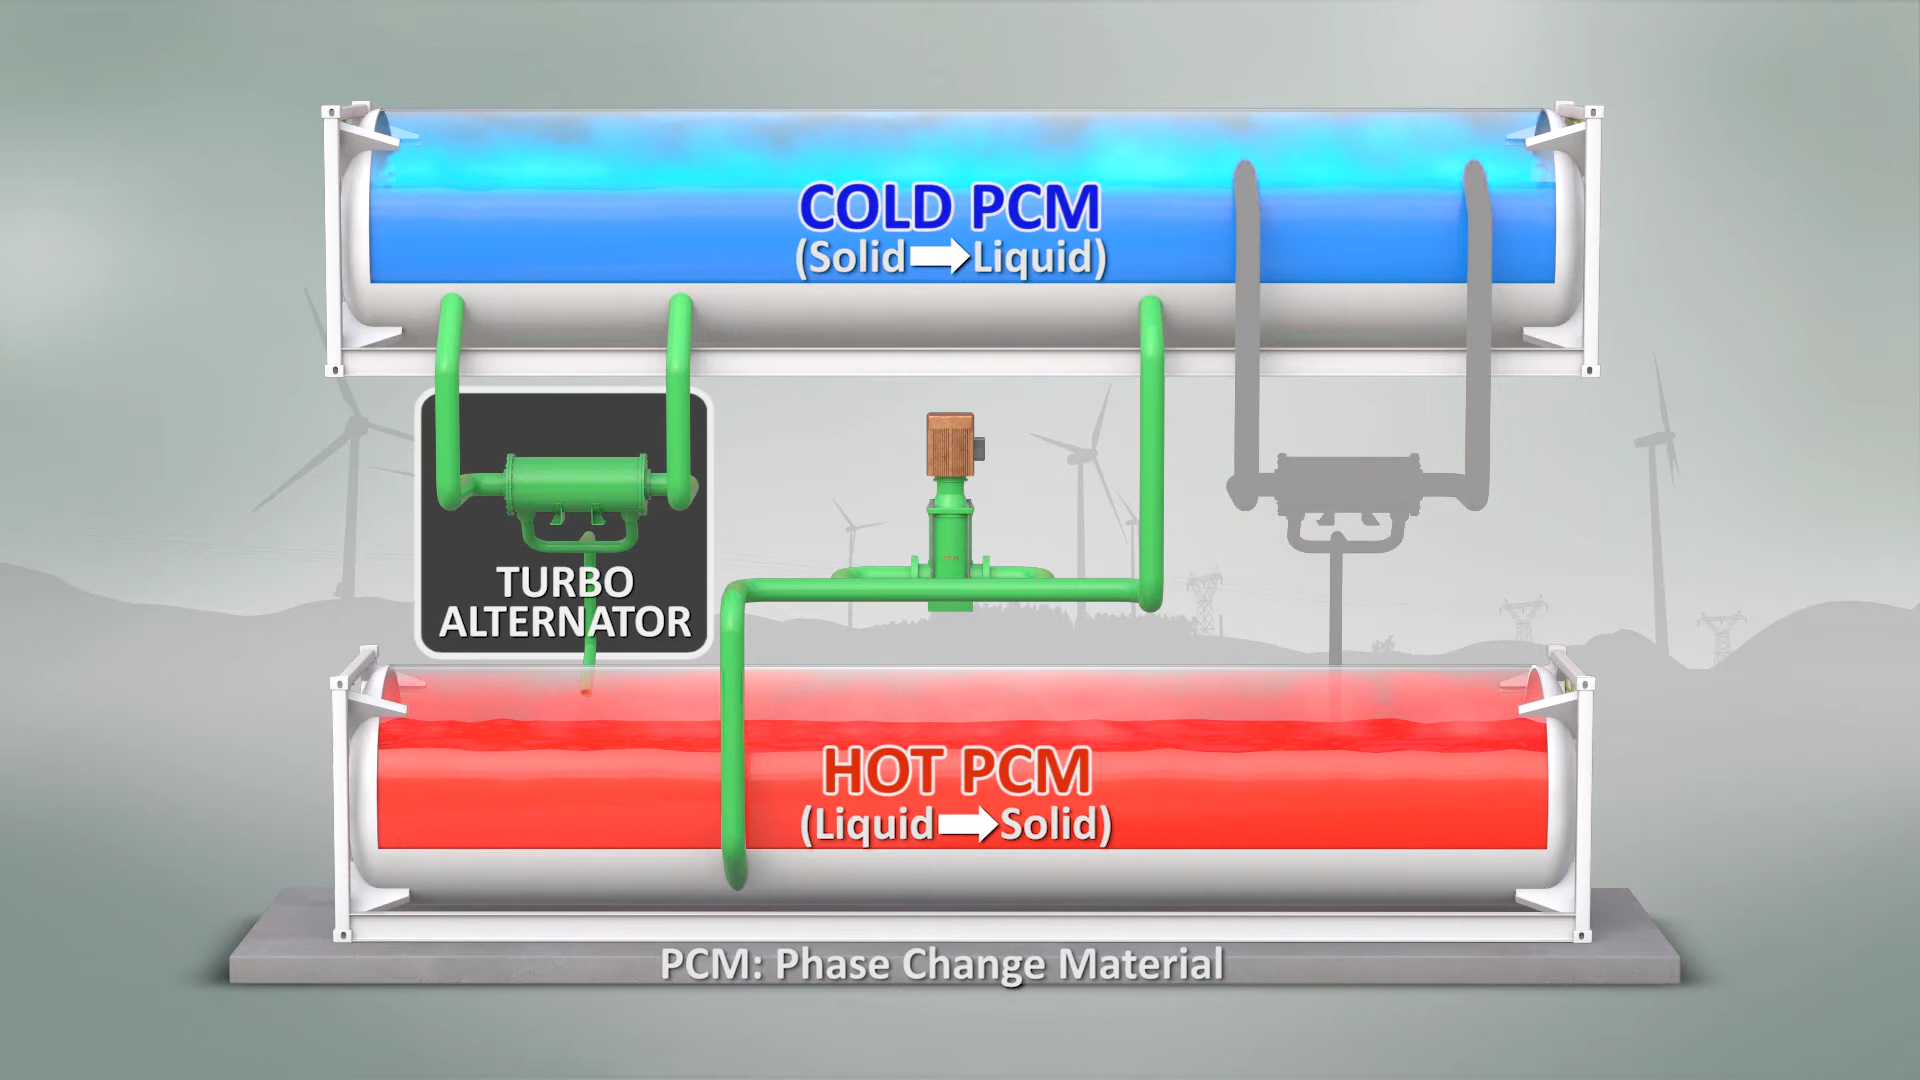 COLD PCM
(Solid➡Liquid)
TURBO
ALTERNATOR
HOT PCM
(Liquid➡Solid)
PCM: Phase Change Material